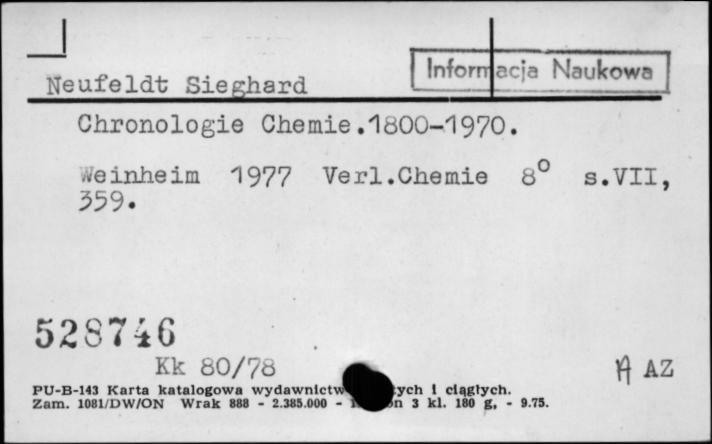 Informacja Naukowa
Neufeldt Sieghard
Chronologie Chemie.1800-1970.
Weinheim 1977 Verl.Chemie 8° s.VII,
359.
528746
Kk 80/78
AZ
PU-B-143 Karta katalogowa wydawnictw i ciągłych.
Zam. 1081/DW/ON Wrak 888 - 2.385.000 - 3 kl. 180 g, - 9.75.